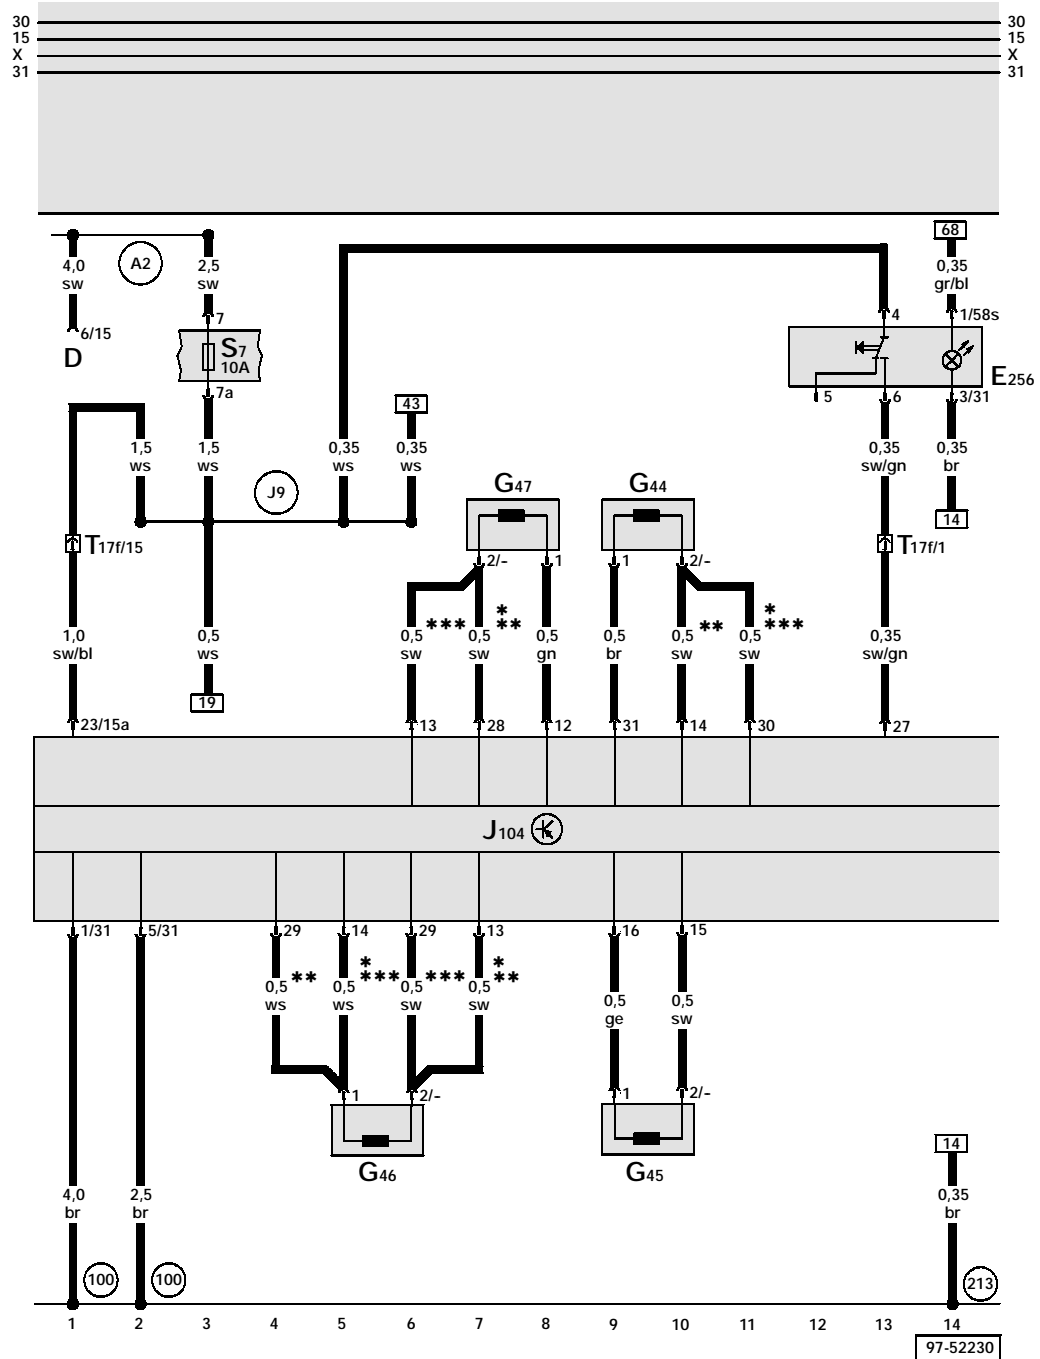 30 30
15 15
X X
31 31
68
A2
4,0 2,5 0,35
sw sw gr/bl
6/15 7 4 1/58s
D S7
10A
E256
7a 5 6 3/31
43
1,5 1,5 0,35 0,35 0,35 0,35
ws ws ws ws sw/gn br
J9 G47 G44
14
T17f/15 T17f/1
2/- 1 1 2/-
* *
1,0 0,5 0,5 *** 0,5 ** 0,5 0,5 0,5 ** 0,5 *** 0,35
sw/bl ws sw sw gn br sw sw sw/gn
19
23/15a 13 28 12 31 14 30 27
J104
1/31 5/31 29 14 29 13 16 15
* *
** *** *** **
0,5 0,5 0,5 0,5 0,5 0,5
ws ws sw sw ge sw
1 2/- 1 2/-
G46 G45
14
4,0 2,5 0,35
br br br
100 100 213
1 2 3 4 5 6 7 8 9 10 11 12 13 14
97-52230